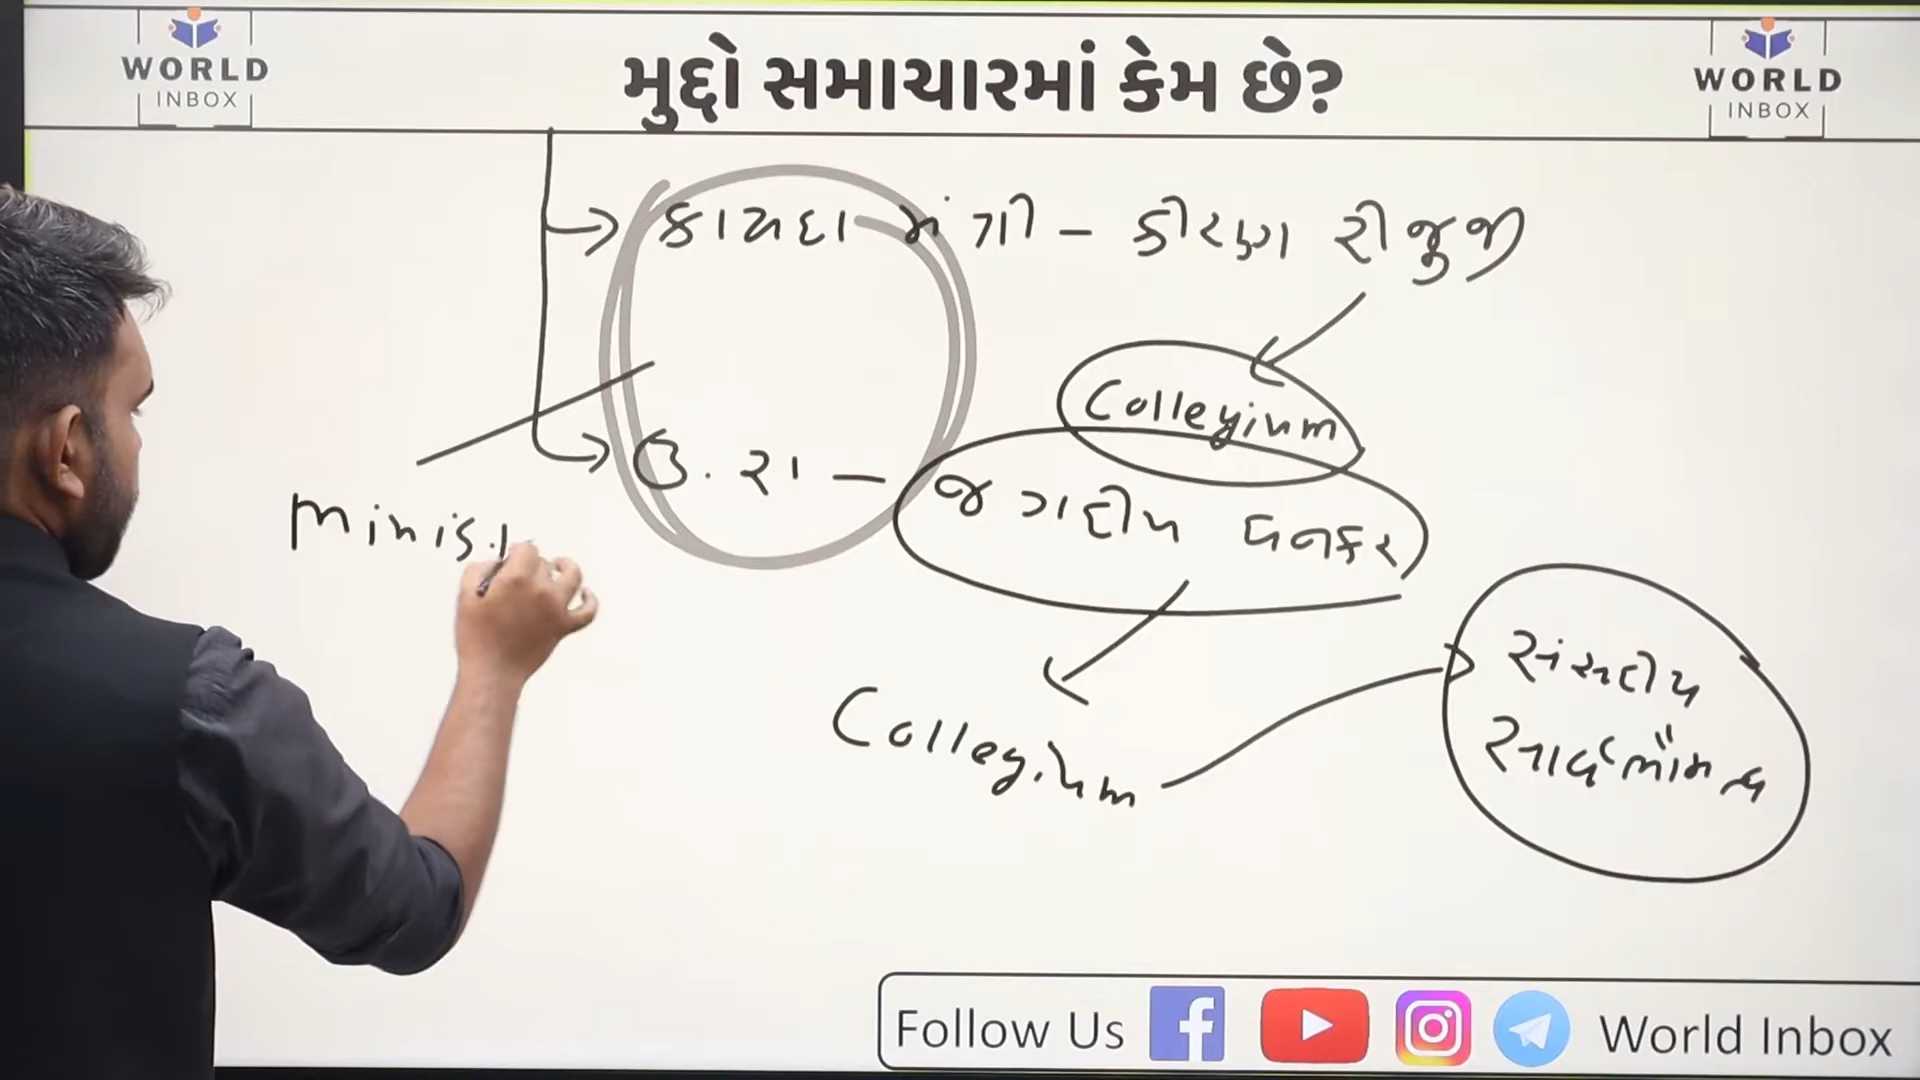 WORLD
INBOX
મુદ્દો સમાચારમાં કેમ છે?
WORLD
INBOX
કાયદા મંત્રી - કીરણ રીજુજી
Collegium
ઉ. રા - જગદીપ ધનકર
Minist
Collegium
સંસદીય
સાર્વભૌમત્વ
Follow Us
World Inbox